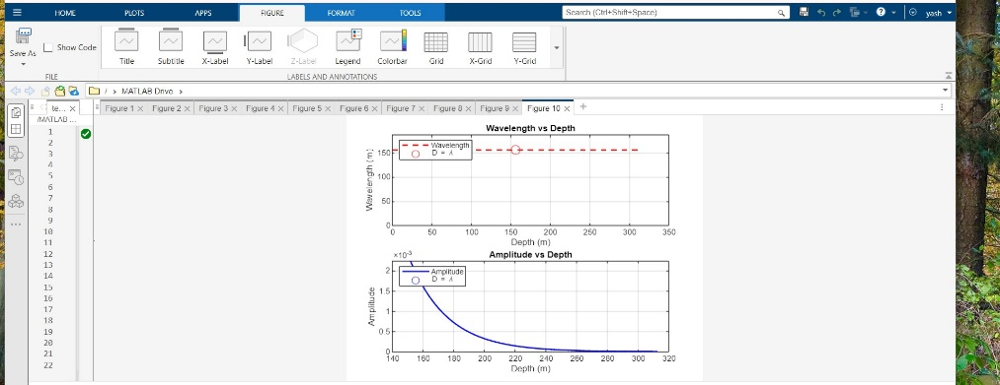 HOME PLOTS APPS FIGURE FORMAT TOOLS Search (Ctrl+Shift+Space) yash
Save As Show Code Title Subtitle X-Label Y-Label Z-Label Legend Colorbar Grid X-Grid Y-Grid
FILE LABELS AND ANNOTATIONS
/ > MATLAB Drive >
te... × Figure 1 × Figure 2 × Figure 3 × Figure 4 × Figure 5 × Figure 6 × Figure 7 × Figure 8 × Figure 9 × Figure 10 × +
/MATLAB ...
1
2
3
4
5
6
7
8
9
10
11
12
13
14
15
16
17
18
19
20
21
22
Wavelength vs Depth
Wavelength
D = λ
Wavelength (m)
150
100
50
0
0 50 100 150 200 250 300 350
Depth (m)
Amplitude vs Depth
×10-3
Amplitude
D = λ
Amplitude
2
1.5
1
0.5
0
140 160 180 200 220 240 260 280 300 320
Depth (m)